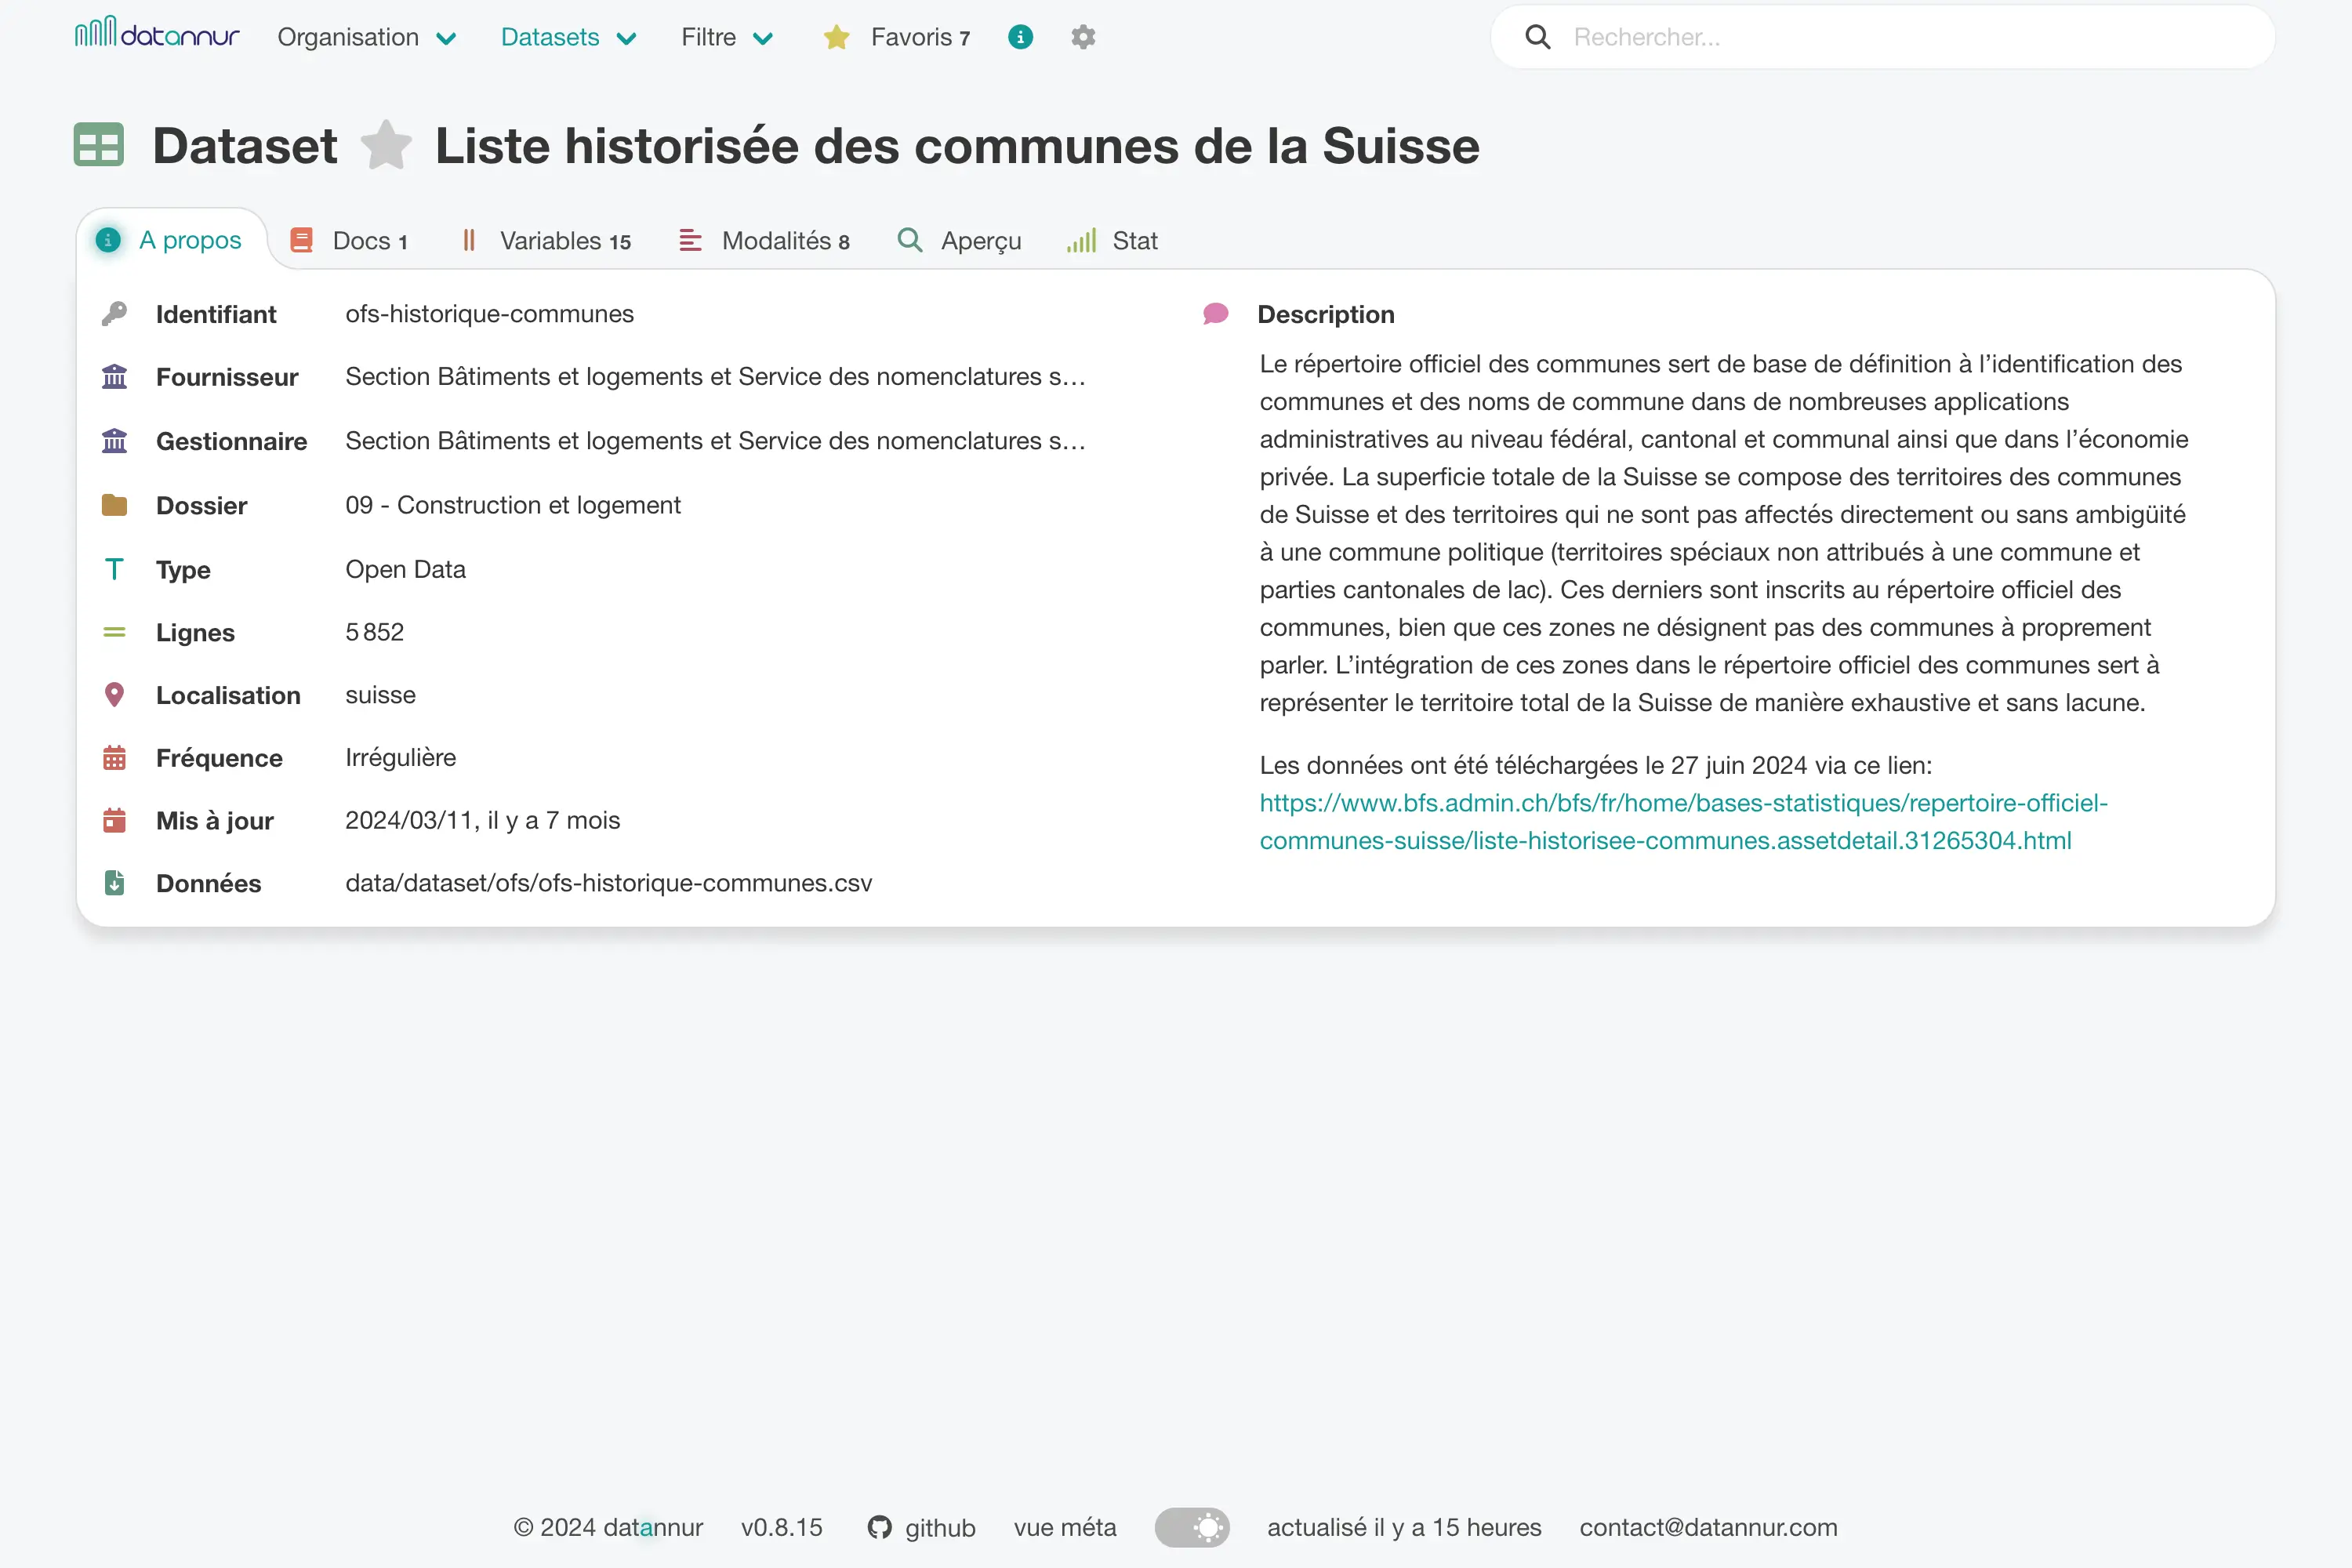 datannur Organisation Datasets Filtre Favoris 7 Rechercher...
Dataset Liste historisée des communes de la Suisse
A propos Docs 1 Variables 15 Modalités 8 Aperçu Stat
Identifiant ofs-historique-communes
Fournisseur Section Bâtiments et logements et Service des nomenclatures s...
Gestionnaire Section Bâtiments et logements et Service des nomenclatures s...
Dossier 09 - Construction et logement
Type Open Data
Lignes 5 852
Localisation suisse
Fréquence Irrégulière
Mis à jour 2024/03/11, il y a 7 mois
Données data/dataset/ofs/ofs-historique-communes.csv
Description
Le répertoire officiel des communes sert de base de définition à l’identification des
communes et des noms de commune dans de nombreuses applications
administratives au niveau fédéral, cantonal et communal ainsi que dans l’économie
privée. La superficie totale de la Suisse se compose des territoires des communes
de Suisse et des territoires qui ne sont pas affectés directement ou sans ambigüité
à une commune politique (territoires spéciaux non attribués à une commune et
parties cantonales de lac). Ces derniers sont inscrits au répertoire officiel des
communes, bien que ces zones ne désignent pas des communes à proprement
parler. L’intégration de ces zones dans le répertoire officiel des communes sert à
représenter le territoire total de la Suisse de manière exhaustive et sans lacune.
Les données ont été téléchargées le 27 juin 2024 via ce lien:
https://www.bfs.admin.ch/bfs/fr/home/bases-statistiques/repertoire-officiel-
communes-suisse/liste-historisee-communes.assetdetail.31265304.html
© 2024 datannur v0.8.15 github vue méta actualisé il y a 15 heures contact@datannur.com